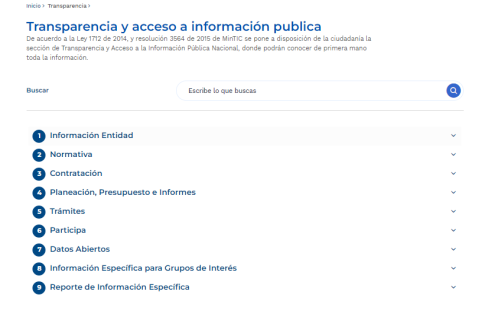 Inicio › Transparencia ›
Transparencia y acceso a información publica
De acuerdo a la Ley 1712 de 2014, y resolución 3564 de 2015 de MinTIC se pone a disposición de la ciudadanía la
sección de Transparencia y Acceso a la Información Pública Nacional, donde podrán conocer de primera mano
toda la información.
Buscar
Escribe lo que buscas
1 Información Entidad
2 Normativa
3 Contratación
4 Planeación, Presupuesto e Informes
5 Trámites
6 Participa
7 Datos Abiertos
8 Información Específica para Grupos de Interés
9 Reporte de Información Específica